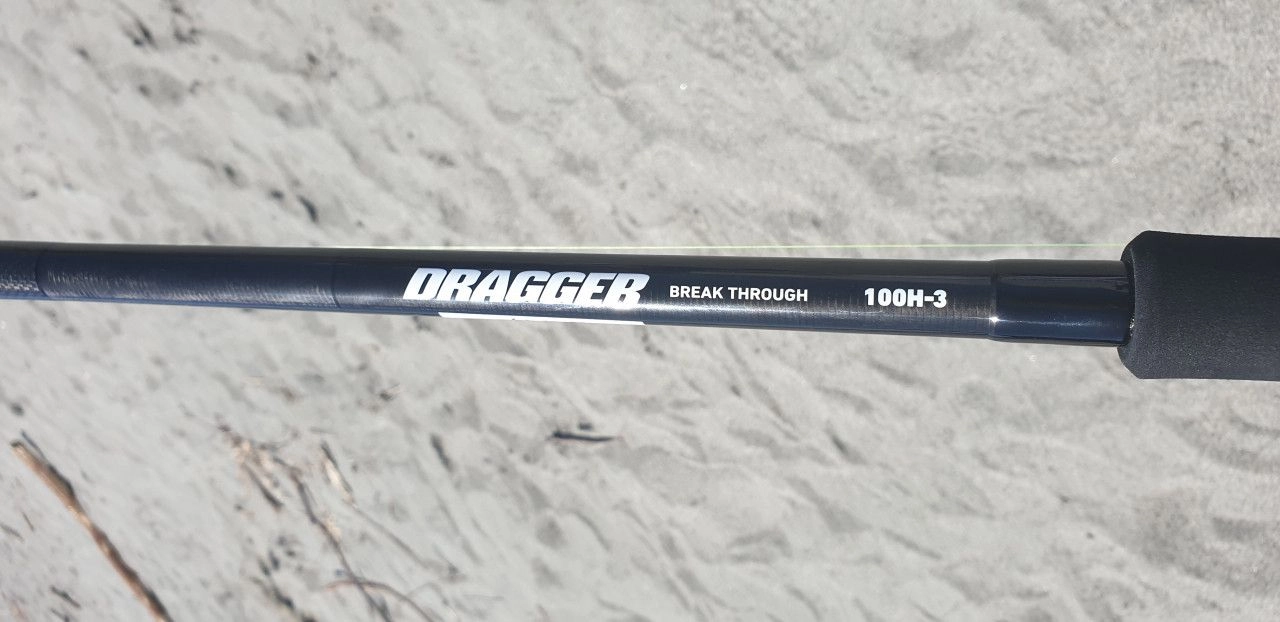 DRAGGER BREAK THROUGH 100H-3